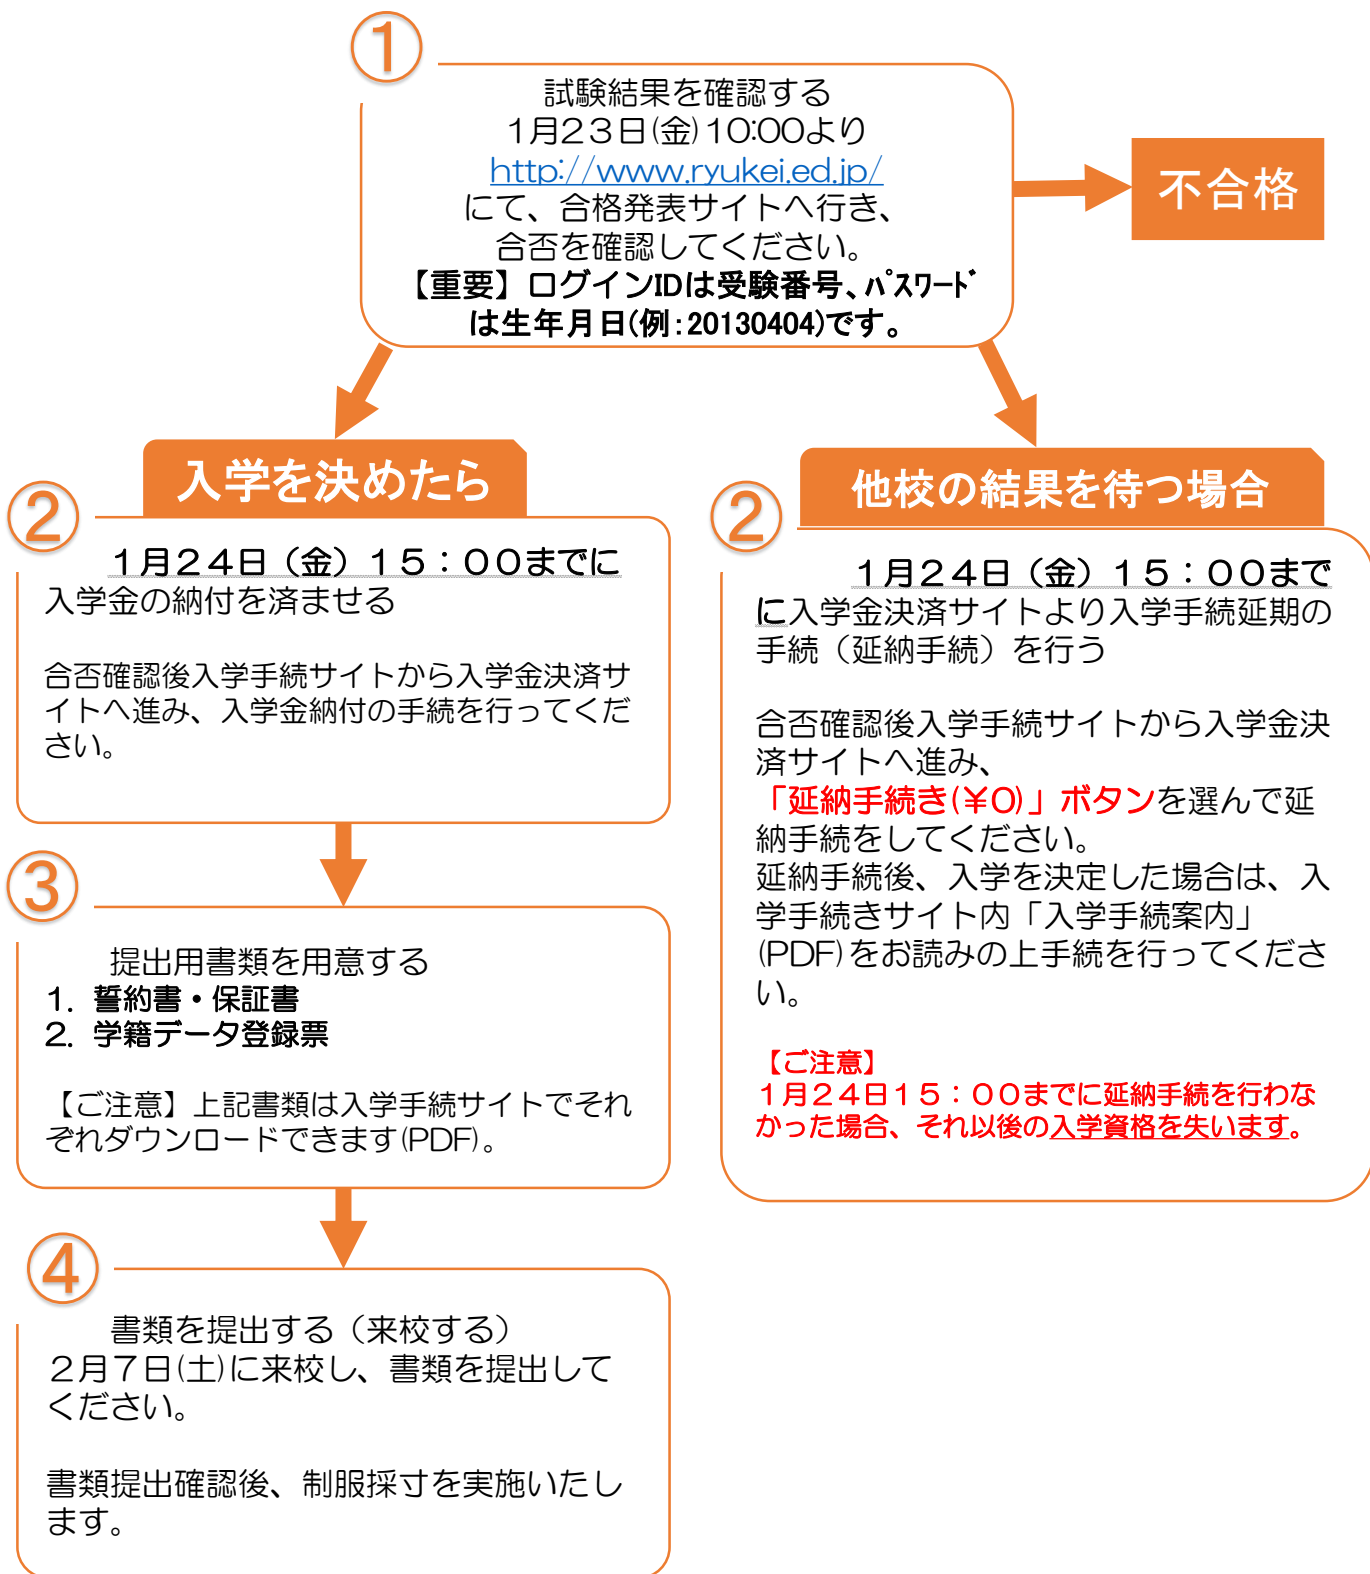 ①
試験結果を確認する
1月23日(金)10:00より
http://www.ryukei.ed.jp/
にて、合格発表サイトへ行き、
合否を確認してください。
【重要】ログインIDは受験番号、ﾊﾟｽﾜｰﾄﾞ
は生年月日(例:20130404)です。
不合格
入学を決めたら
②
１月２４日（金）１５：００までに
入学金の納付を済ませる
合否確認後入学手続サイトから入学金決済サ
イトへ進み、入学金納付の手続を行ってくだ
さい。
③
提出用書類を用意する
1. 誓約書・保証書
2. 学籍データ登録票
【ご注意】上記書類は入学手続サイトでそれ
ぞれダウンロードできます(PDF)。
④
書類を提出する（来校する）
２月７日(土)に来校し、書類を提出して
ください。
書類提出確認後、制服採寸を実施いたし
ます。
他校の結果を待つ場合
②
１月２４日（金）１５：００まで
に入学金決済サイトより入学手続延期の
手続（延納手続）を行う
合否確認後入学手続サイトから入学金決
済サイトへ進み、
「延納手続き(￥0)」ボタンを選んで延
納手続をしてください。
延納手続後、入学を決定した場合は、入
学手続きサイト内「入学手続案内」
(PDF)をお読みの上手続を行ってくださ
い。
【ご注意】
１月２４日１５：００までに延納手続を行わな
かった場合、それ以後の入学資格を失います。